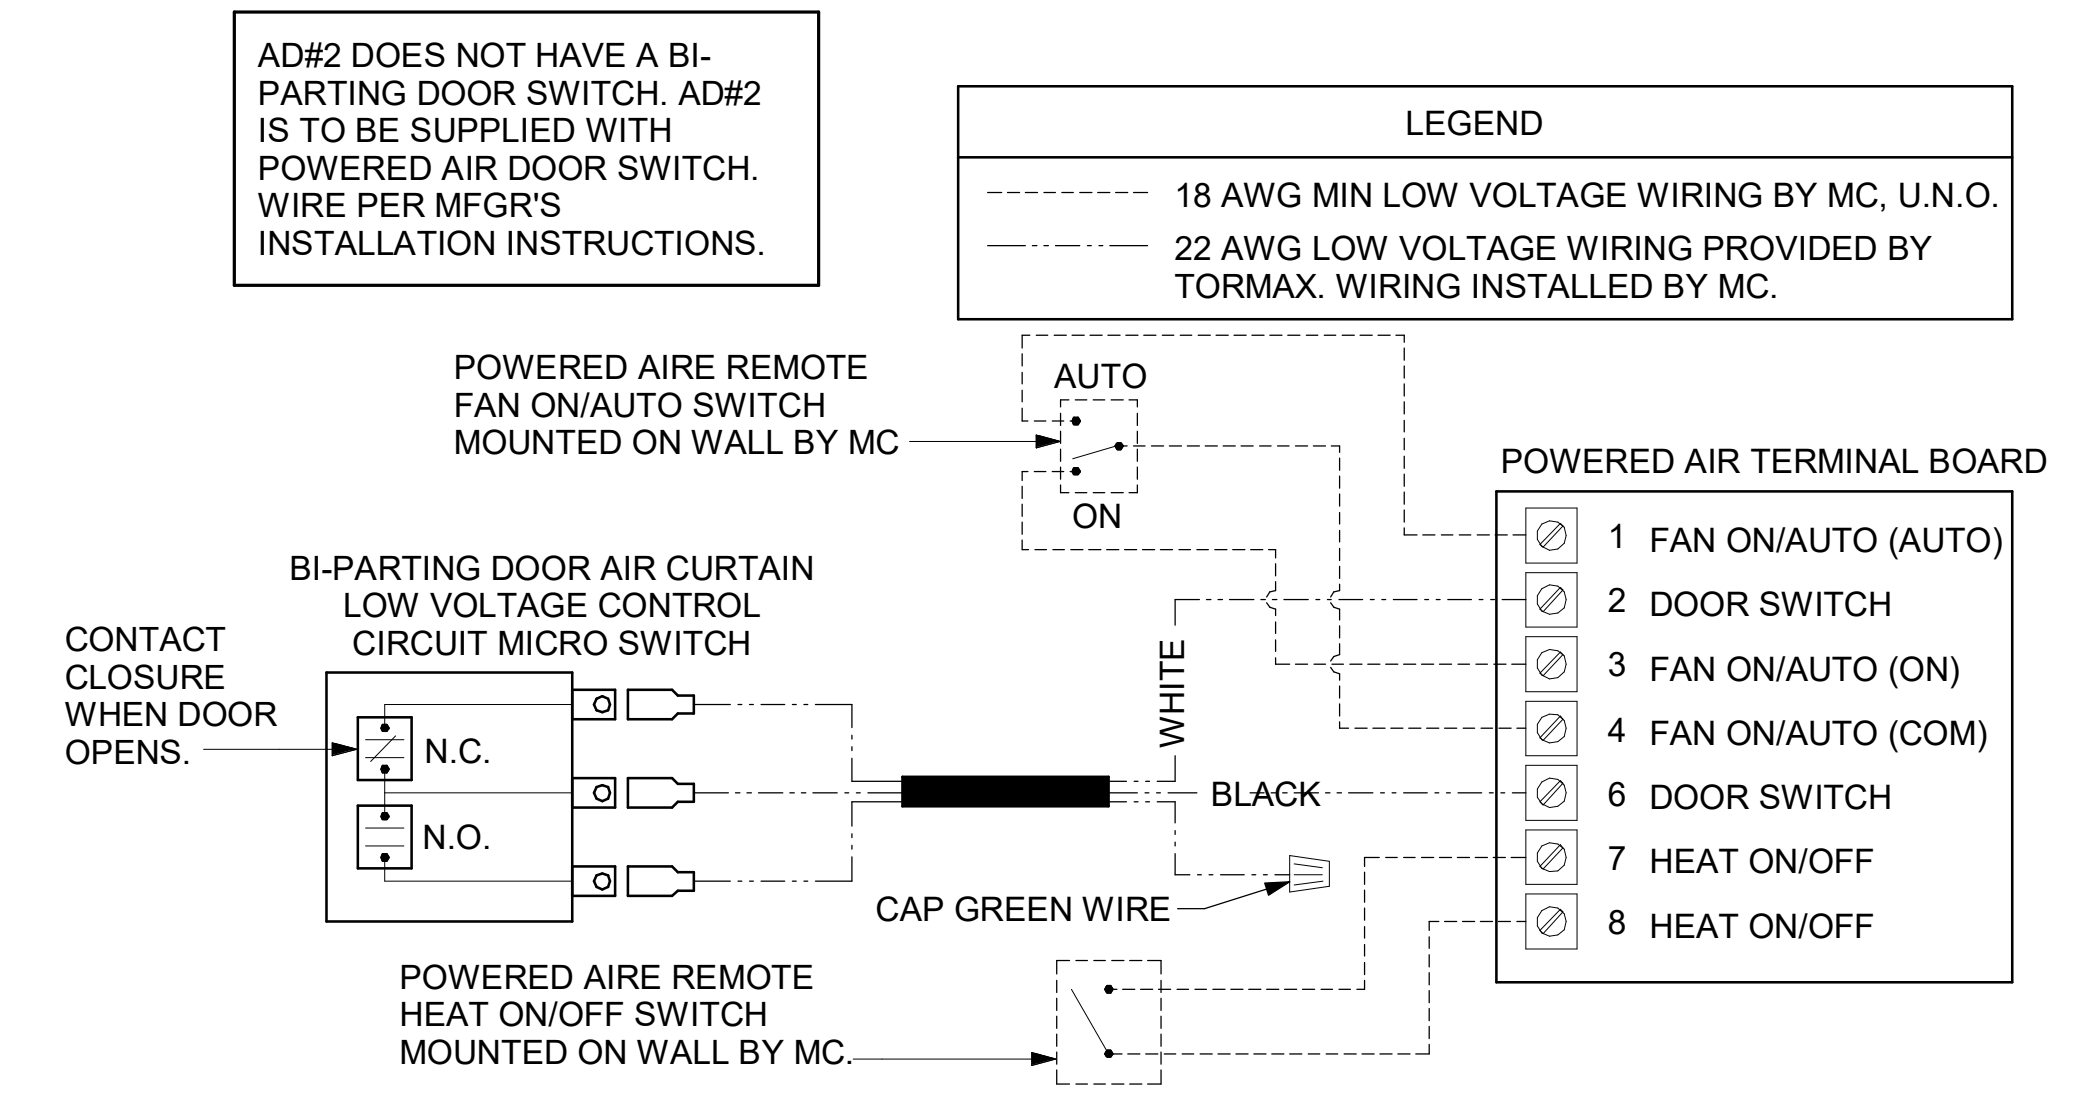 AD#2 DOES NOT HAVE A BI-
PARTING DOOR SWITCH. AD#2
IS TO BE SUPPLIED WITH
POWERED AIR DOOR SWITCH.
WIRE PER MFGR'S
INSTALLATION INSTRUCTIONS.
LEGEND
18 AWG MIN LOW VOLTAGE WIRING BY MC, U.N.O.
22 AWG LOW VOLTAGE WIRING PROVIDED BY
TORMAX. WIRING INSTALLED BY MC.
POWERED AIRE REMOTE
FAN ON/AUTO SWITCH
MOUNTED ON WALL BY MC
AUTO
ON
POWERED AIR TERMINAL BOARD
1 FAN ON/AUTO (AUTO)
2 DOOR SWITCH
3 FAN ON/AUTO (ON)
4 FAN ON/AUTO (COM)
6 DOOR SWITCH
7 HEAT ON/OFF
8 HEAT ON/OFF
BI-PARTING DOOR AIR CURTAIN
LOW VOLTAGE CONTROL
CIRCUIT MICRO SWITCH
CONTACT
CLOSURE
WHEN DOOR
OPENS.
N.C.
N.O.
WHITE
BLACK
CAP GREEN WIRE
POWERED AIRE REMOTE
HEAT ON/OFF SWITCH
MOUNTED ON WALL BY MC.